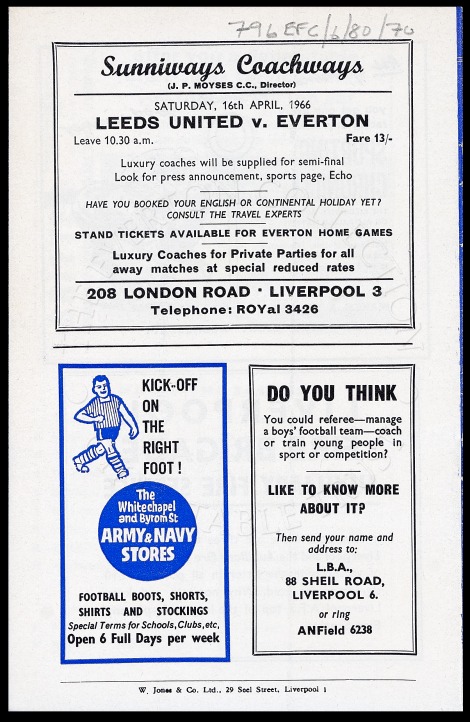 796 EFC/6/80/70
Sunniways Coachways
(J. P. MOYSES C.C., Director)
SATURDAY, 16th APRIL, 1966
LEEDS UNITED v. EVERTON
Leave 10.30 a.m. Fare 13/-
Luxury coaches will be supplied for semi-final
Look for press announcement, sports page, Echo
HAVE YOU BOOKED YOUR ENGLISH OR CONTINENTAL HOLIDAY YET?
CONSULT THE TRAVEL EXPERTS
STAND TICKETS AVAILABLE FOR EVERTON HOME GAMES
Luxury Coaches for Private Parties for all
away matches at special reduced rates
208 LONDON ROAD · LIVERPOOL 3
Telephone: ROYal 3426
KICK-OFF
ON
THE
RIGHT
FOOT!
The
Whitechapel
and Byrom St
ARMY & NAVY
STORES
FOOTBALL BOOTS, SHORTS,
SHIRTS AND STOCKINGS
Special Terms for Schools, Clubs, etc,
Open 6 Full Days per week
DO YOU THINK
You could referee—manage
a boys' football team—coach
or train young people in
sport or competition?
LIKE TO KNOW MORE
ABOUT IT?
Then send your name and
address to:
L.B.A.,
88 SHEIL ROAD,
LIVERPOOL 6.
or ring
ANField 6238
W. Jones & Co. Ltd., 29 Seel Street, Liverpool 1